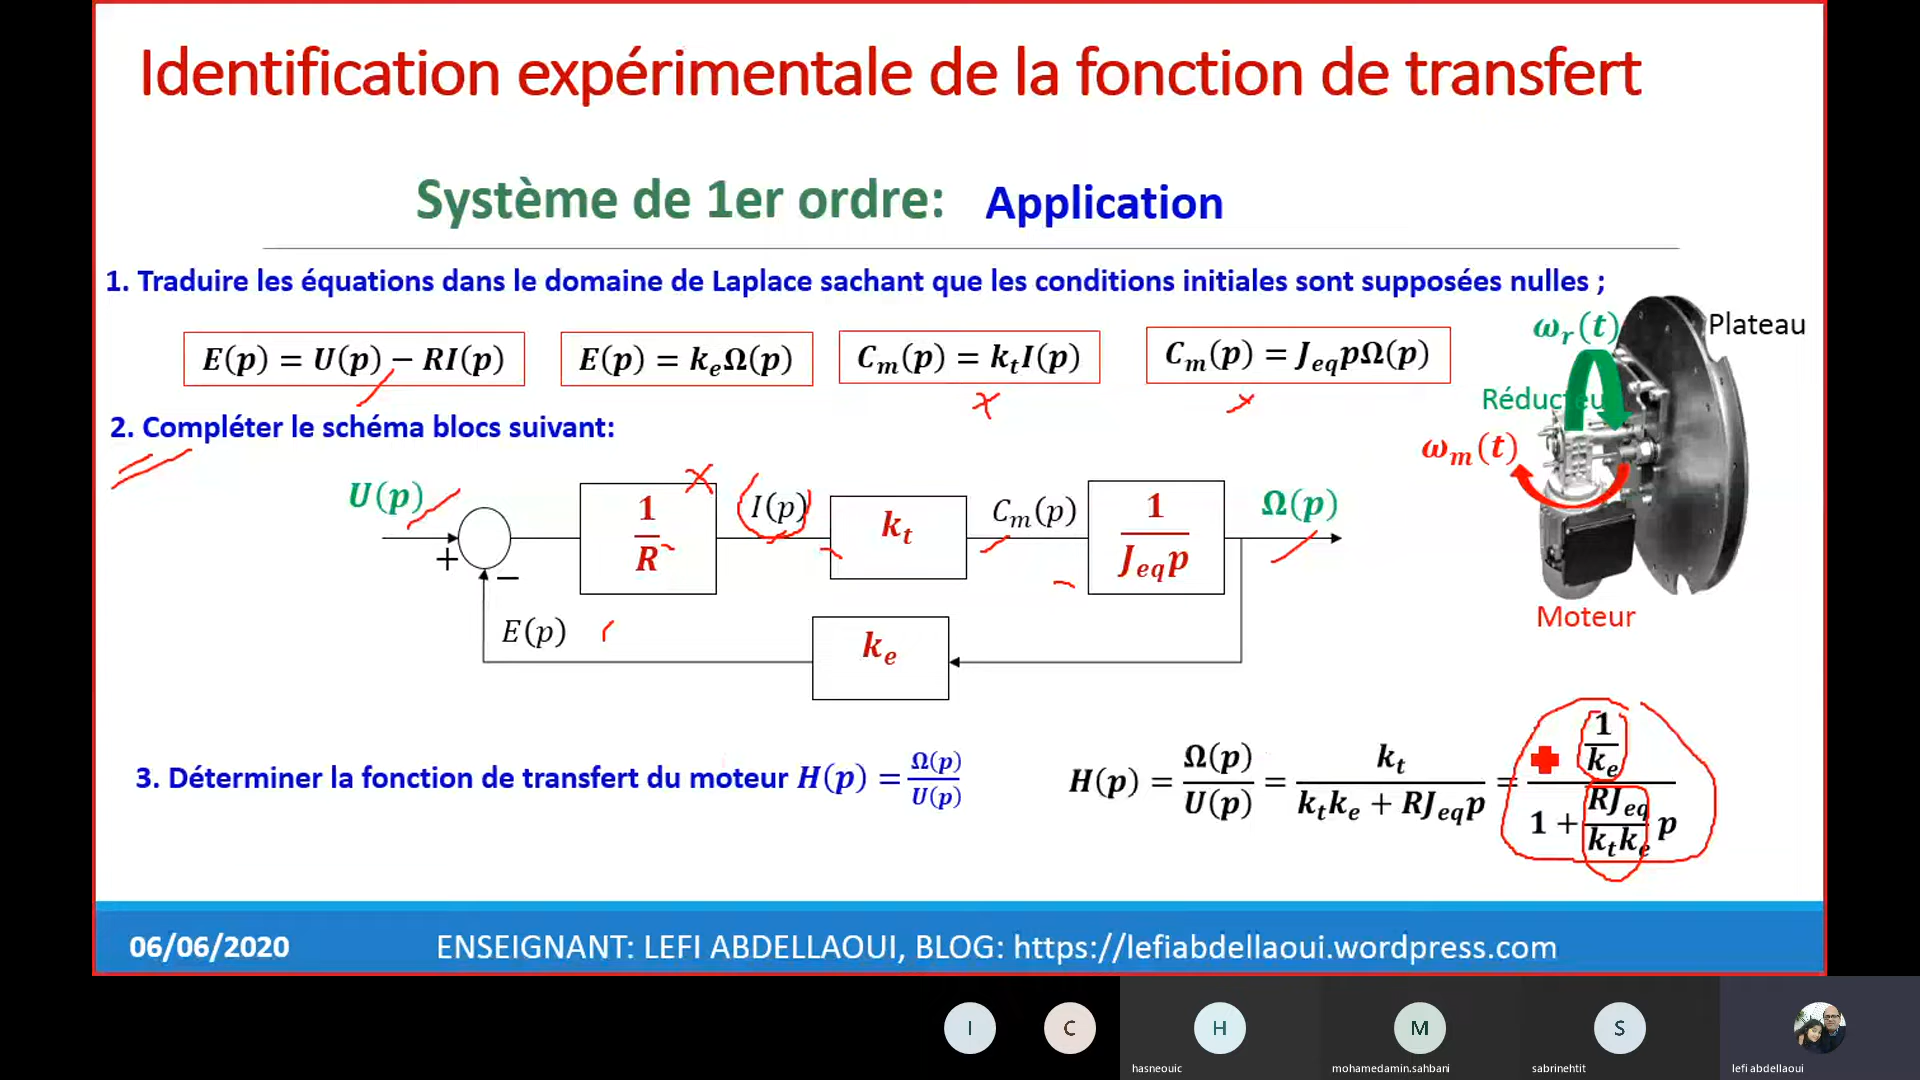 Identification expérimentale de la fonction de transfert
Système de 1er ordre: Application
1. Traduire les équations dans le domaine de Laplace sachant que les conditions initiales sont supposées nulles ;
E(p) = U(p) − RI(p)
E(p) = kₑΩ(p)
Cₘ(p) = kₜI(p)
Cₘ(p) = J_eq pΩ(p)
ωᵣ(t)
Plateau
Réducteur
ωₘ(t)
Moteur
2. Compléter le schéma blocs suivant:
U(p)
+
−
1/R
I(p)
kₜ
Cₘ(p)
1/(J_eq p)
Ω(p)
E(p)
kₑ
3. Déterminer la fonction de transfert du moteur H(p) = Ω(p)/U(p)
H(p) = Ω(p)/U(p) = kₜ/(kₜkₑ + RJ_eq p) = (1/kₑ)/(1 + (RJ_eq/(kₜkₑ)) p)
06/06/2020
ENSEIGNANT: LEFI ABDELLAOUI, BLOG: https://lefiabdellaoui.wordpress.com
I
C
H
M
S
hasneouic
mohamedamin.sahbani
sabrinehtit
lefi abdellaoui